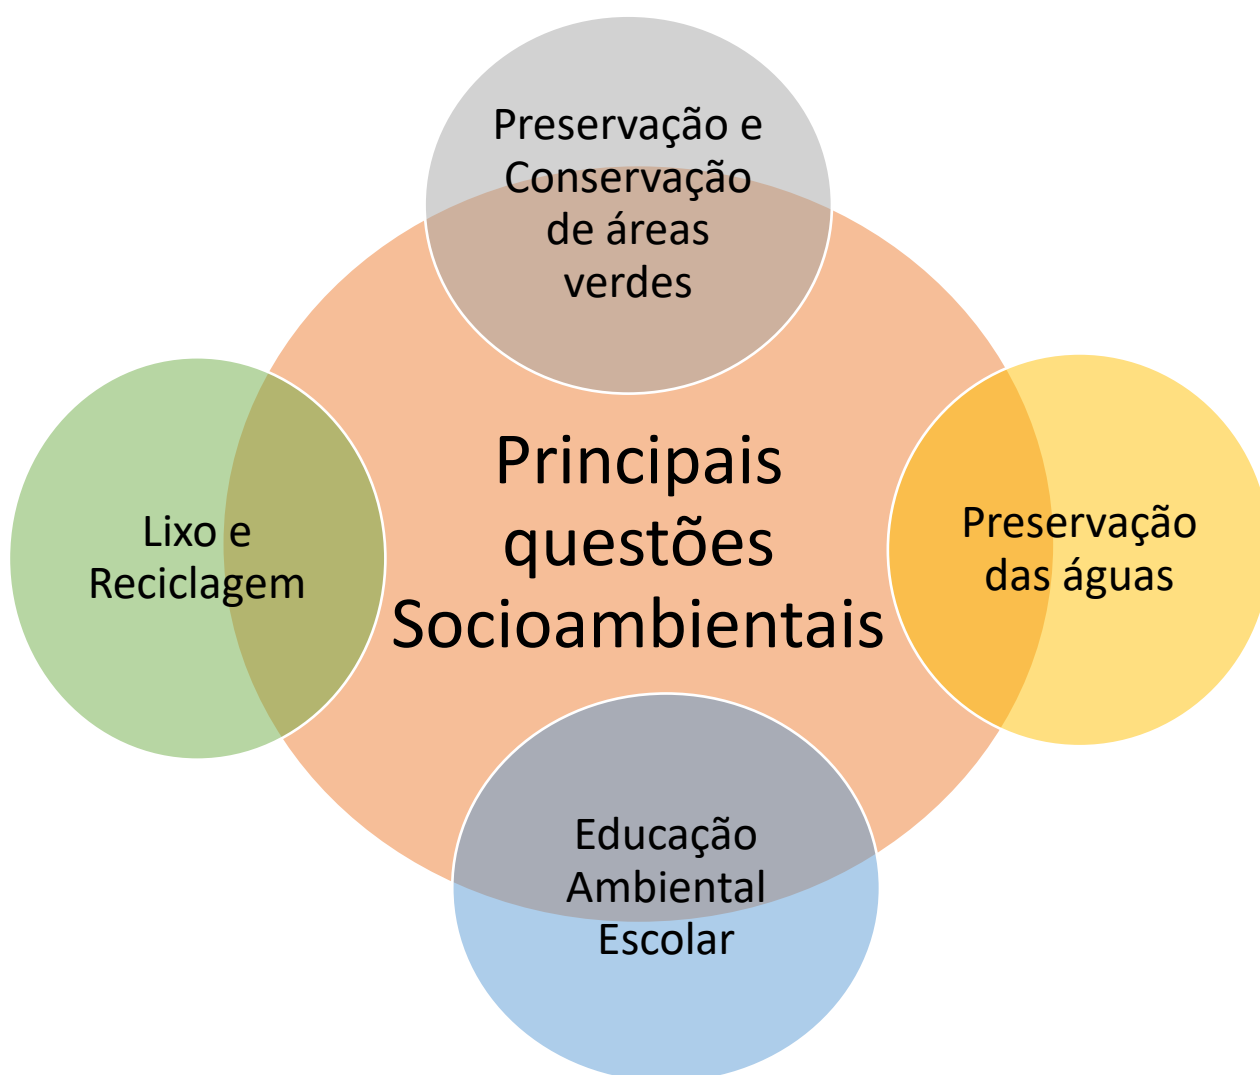 Preservação e
Conservação
de áreas
verdes
Principais
questões
Socioambientais
Lixo e
Reciclagem
Preservação
das águas
Educação
Ambiental
Escolar